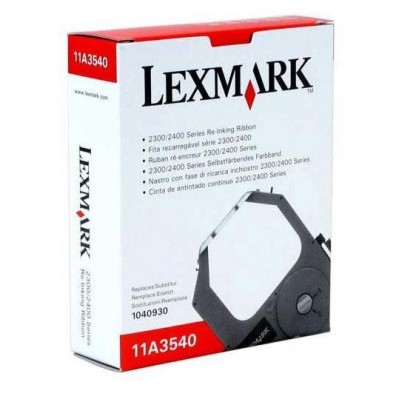 11A3540
www.lexmark.com
LEXMARK
2300/2400 Series
Re-Inking Ribbon
LEXMARK™
• 2300/2400 Series Re-Inking Ribbon
• Fita recarregável série 2300/2400
• Ruban ré-encreur 2300/2400 Series
• 2300/2400 Series Selbstfärbendes Farbband
• Nastro con fase di ricarica inchiostro 2300/2400 Series
• Cinta de entintado continuo 2300/2400 Series
Replaces/Substitui
Remplace/Ersetzt
Sostituzioni/Reemplaza
1040930
11A3540